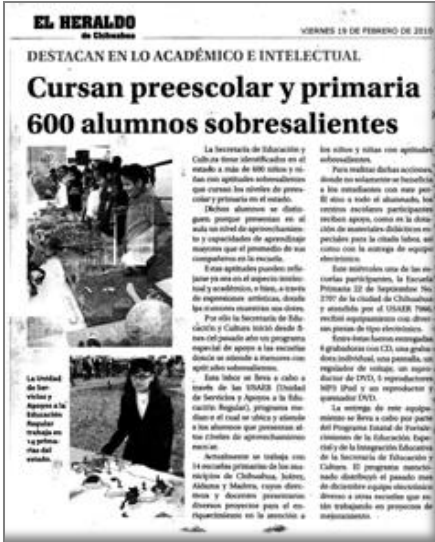 EL HERALDO
de Chihuahua
VIERNES 19 DE FEBRERO DE 2010
DESTACAN EN LO ACADÉMICO E INTELECTUAL
Cursan preescolar y primaria
600 alumnos sobresalientes
La Secretaría de Educación y
Cultura tiene identificados en el
estado a más de 600 niños y ni-
ñas con aptitudes sobresalientes
que cursan los niveles de prees-
colar y primaria en el estado.
Dichos alumnos se distin-
guen porque presentan en el
aula un nivel de aprovechamien-
to y capacidades de aprendizaje
mayores que el promedio de sus
compañeros en la escuela.
Estas aptitudes pueden refle-
jarse ya sea en el aspecto intelec-
tual y académico, o bien, a través
de expresiones artísticas, donde
los menores muestran sus dotes.
Por ello la Secretaría de Edu-
cación y Cultura inició desde fi-
nes del pasado año un programa
especial de apoyo a las escuelas
donde se atiende a menores con
aptitudes sobresalientes.
Esta labor se lleva a cabo a
través de las USAER (Unidad
de Servicios y Apoyos a la Edu-
cación Regular), programa me-
diante el cual se ubica y atiende
a los alumnos que presentan al-
tos niveles de aprovechamiento
escolar.
Actualmente se trabaja con
14 escuelas primarias de los mu-
nicipios de Chihuahua, Juárez,
Aldama y Madera, cuyos direc-
tivos y docentes presentaron
diversos proyectos para el en-
riquecimiento en la atención a
los niños y niñas con aptitudes
sobresalientes.
Para realizar dichas acciones,
donde no solamente se beneficia
a los estudiantes con este per-
fil sino a todo el alumnado, los
centros escolares participantes
reciben apoyo, como es la do-
tación de materiales didácticos es-
peciales para la citada labor, así
como con la entrega de equipo
electrónico.
Este miércoles una de las es-
cuelas participantes, la Escuela
Primaria 22 de Septiembre No.
2707 de la ciudad de Chihuahua
y atendida por el USAER 7066,
recibió equipamiento con diver-
sas piezas de tipo electrónico.
Entre éstas fueron entregadas
6 grabadoras con CD, una graba-
dora individual, una pantalla, un
regulador de voltaje, un repro-
ductor de DVD, 5 reproductores
MP3 iPod y un reproductor y
quemador DVD.
La entrega de este equipa-
miento se lleva a cabo por parte
del Programa Estatal de Fortale-
cimiento de la Educación Espe-
cial y de la Integración Educativa
de la Secretaría de Educación y
Cultura. El programa mencio-
nado distribuyó el pasado mes
de diciembre equipo electrónico
diverso a otras escuelas que es-
tán trabajando en proyectos de
mejoramiento.
La Unidad
de Ser-
vicios y
Apoyos a la
Educación
Regular
trabaja en
14 prima-
rias del
estado.